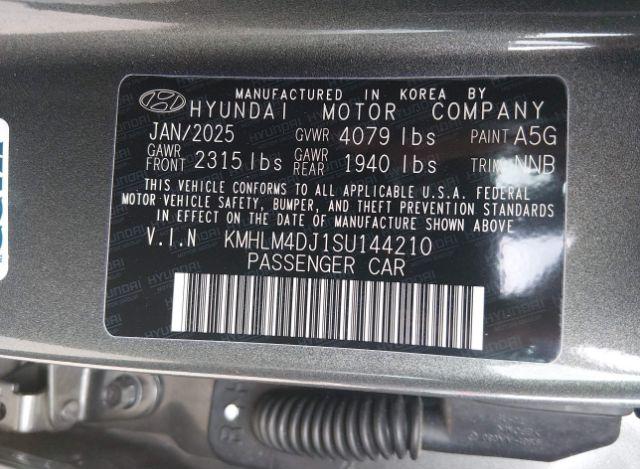 MANUFACTURED IN KOREA BY
HYUNDAI MOTOR COMPANY
JAN/2025 GVWR 4079 lbs PAINT A5G
GAWR FRONT 2315 lbs GAWR REAR 1940 lbs TRIM NNB
THIS VEHICLE CONFORMS TO ALL APPLICABLE U.S.A. FEDERAL
MOTOR VEHICLE SAFETY, BUMPER, AND THEFT PREVENTION STANDARDS
IN EFFECT ON THE DATE OF MANUFACTURE SHOWN ABOVE
V.I.N KMHLM4DJ1SU144210
PASSENGER CAR